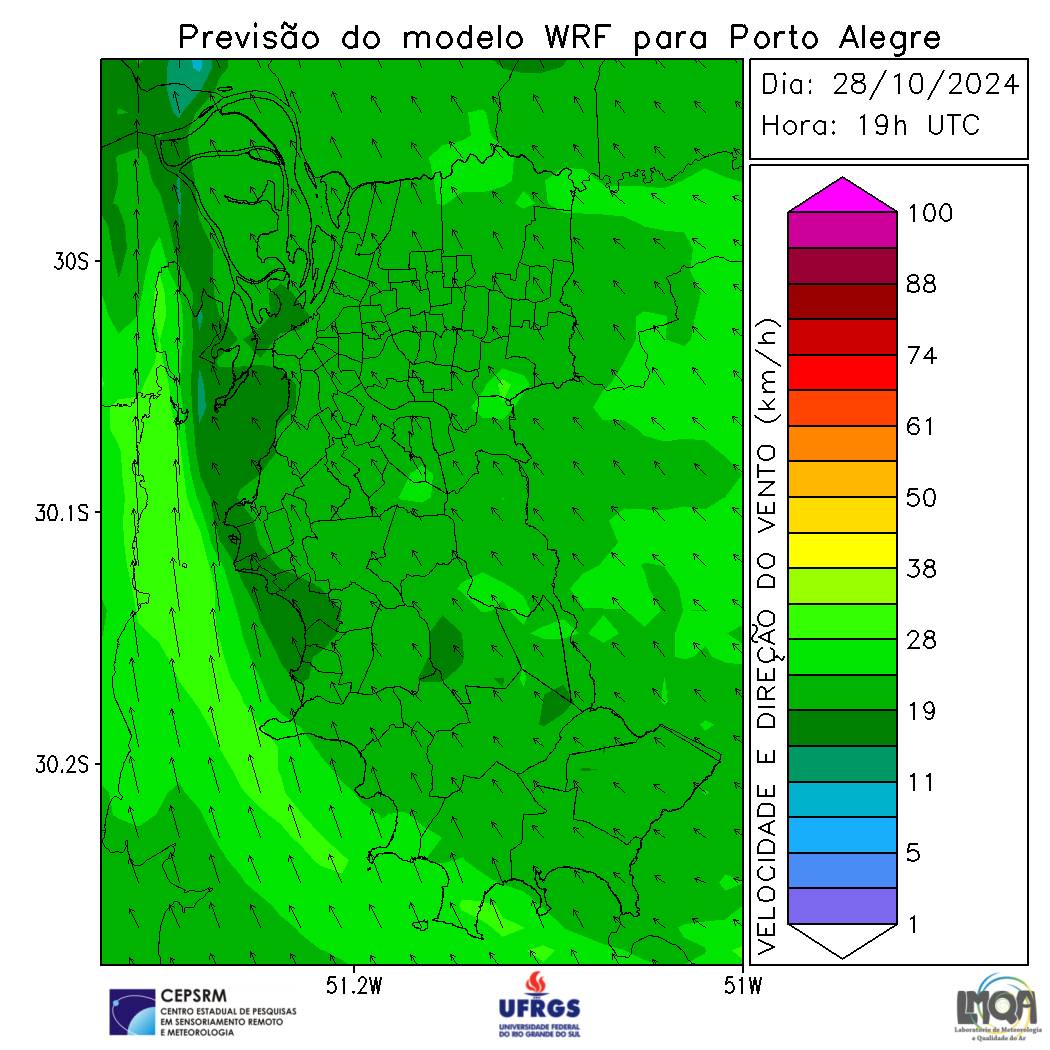 Previsão do modelo WRF para Porto Alegre
Dia: 28/10/2024
Hora: 19h UTC
30S
30.1S
30.2S
51.2W
51W
VELOCIDADE E DIREÇÃO DO VENTO (km/h)
100
88
74
61
50
38
28
19
11
5
1
CEPSRM
CENTRO ESTADUAL DE PESQUISAS
EM SENSORIAMENTO REMOTO
E METEOROLOGIA
UFRGS
UNIVERSIDADE FEDERAL
DO RIO GRANDE DO SUL
LMQA
Laboratório de Meteorologia
e Qualidade do Ar